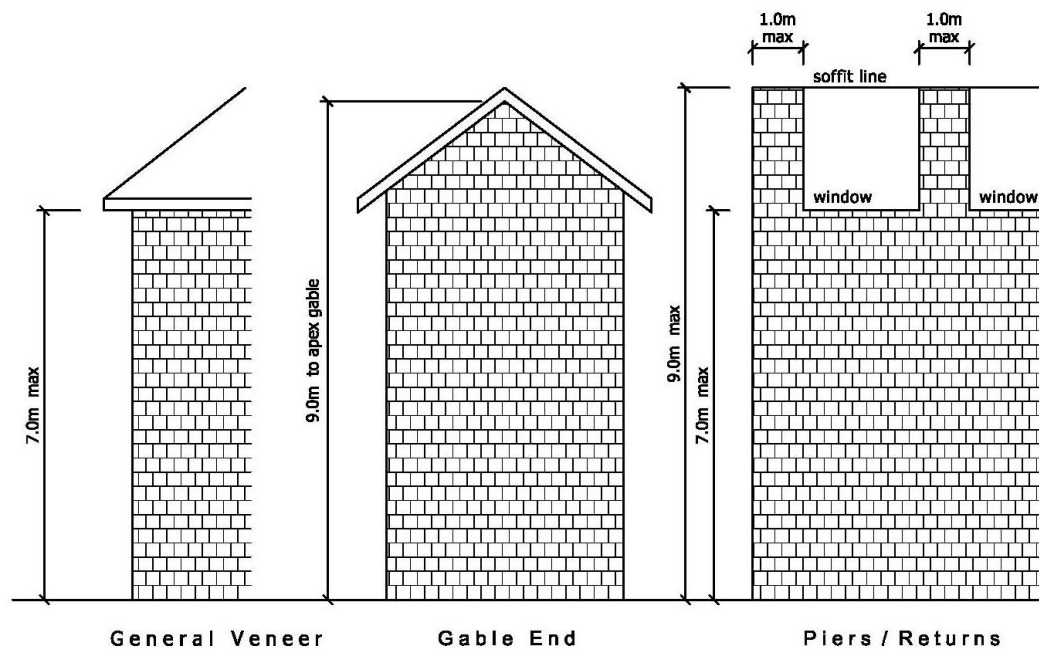 1.0m
max
1.0m
max
soffit line
window
window
7.0m max
9.0m to apex gable
9.0m max
7.0m max
General Veneer
Gable End
Piers / Returns